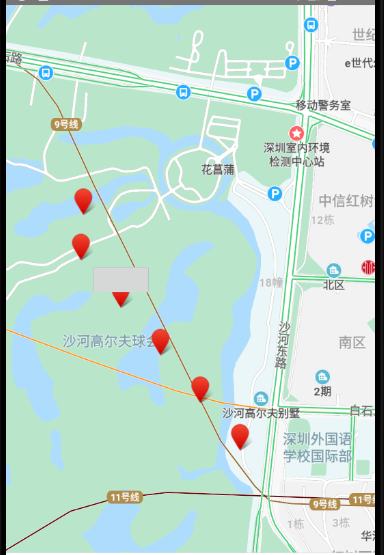 世纪
e世代
西路
P
P
移动警务室
9号线
深圳室内环境
检测中心站
花菖蒲
P
中信红树
12栋
P
北区
18幢
沙河东路
沙河高尔夫球会
南区
2期
沙河高尔夫别墅
白石
深圳外国语
学校国际部
11号线
9号线
11号线
1栋
3栋
华